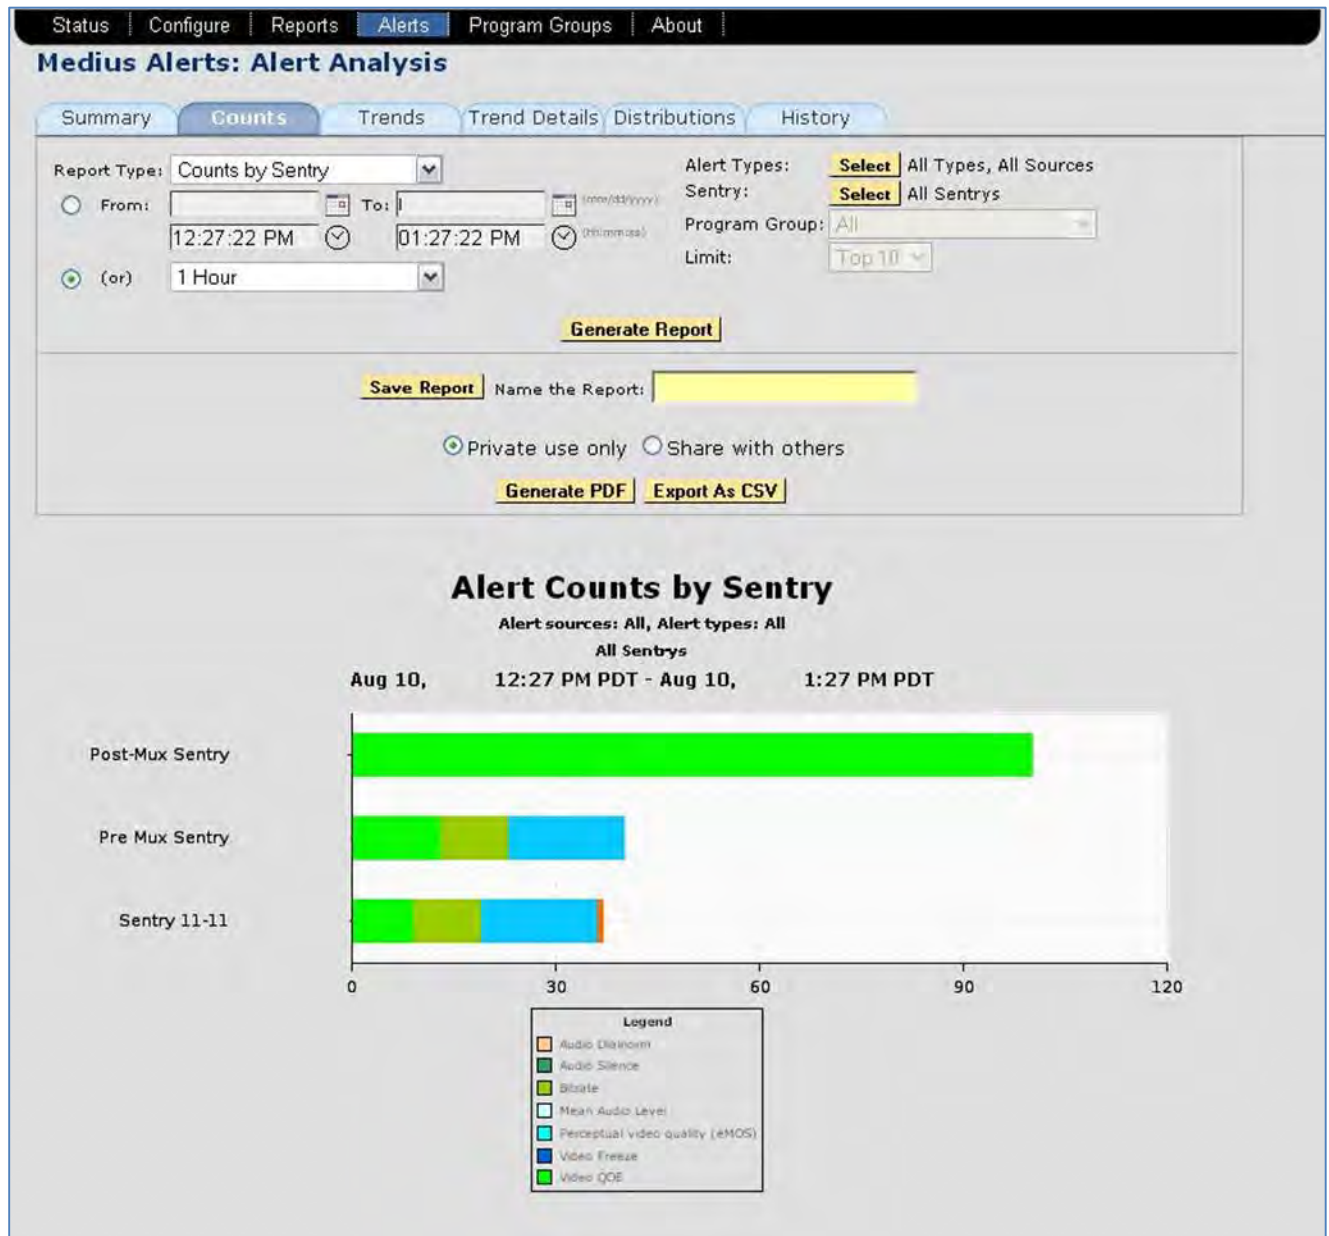 Status Configure Reports Alerts Program Groups About
Medius Alerts: Alert Analysis
Summary Counts Trends Trend Details Distributions History
Report Type: Counts by Sentry
From: To: (mm/dd/yyyy)
12:27:22 PM 01:27:22 PM (hh:mm:ss)
(or) 1 Hour
Alert Types: Select All Types, All Sources
Sentry: Select All Sentrys
Program Group: All
Limit: Top 10
Generate Report
Save Report Name the Report:
Private use only Share with others
Generate PDF Export As CSV
Alert Counts by Sentry
Alert sources: All, Alert types: All
All Sentrys
Aug 10, 12:27 PM PDT - Aug 10, 1:27 PM PDT
Post-Mux Sentry
Pre Mux Sentry
Sentry 11-11
0 30 60 90 120
Legend
Audio Dialnorm
Audio Silence
Bitrate
Mean Audio Level
Perceptual video quality (eMOS)
Video Freeze
Video QOE